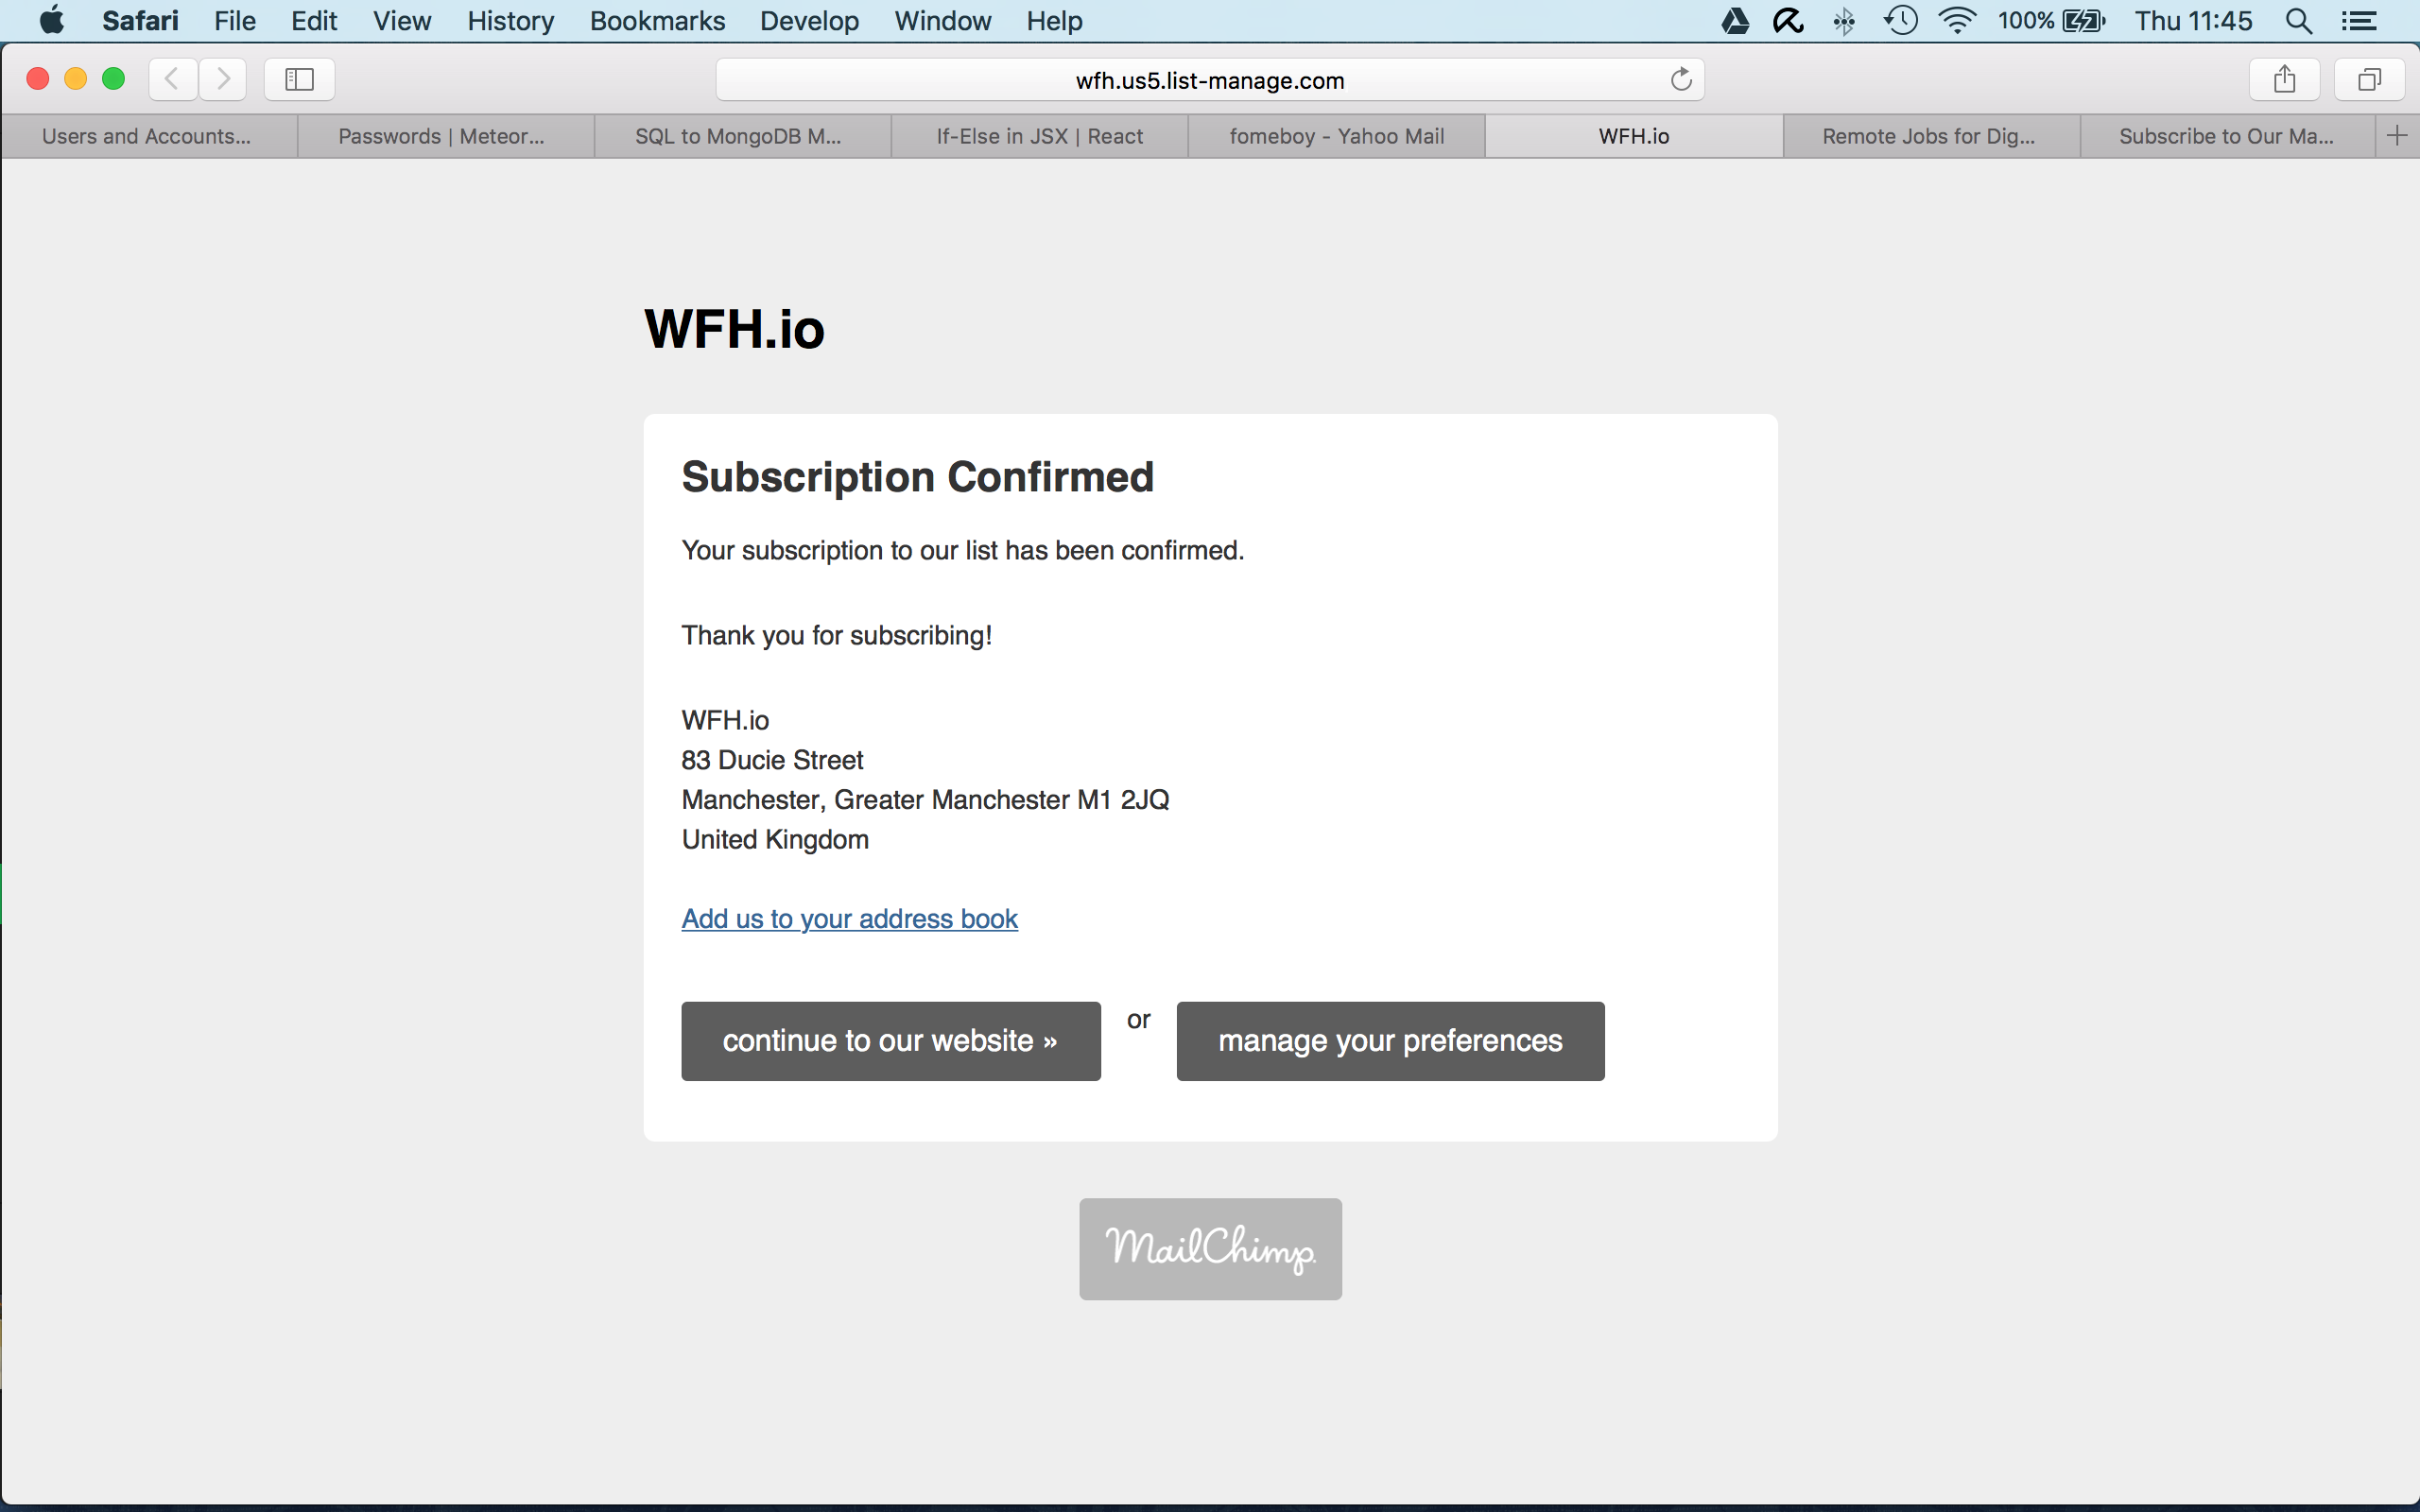 Safari File Edit View History Bookmarks Develop Window Help 100% Thu 11:45
wfh.us5.list-manage.com
Users and Accounts... Passwords | Meteor... SQL to MongoDB M... If-Else in JSX | React fomeboy - Yahoo Mail WFH.io Remote Jobs for Dig... Subscribe to Our Ma...
WFH.io
Subscription Confirmed
Your subscription to our list has been confirmed.
Thank you for subscribing!
WFH.io
83 Ducie Street
Manchester, Greater Manchester M1 2JQ
United Kingdom
Add us to your address book
continue to our website » or manage your preferences
MailChimp